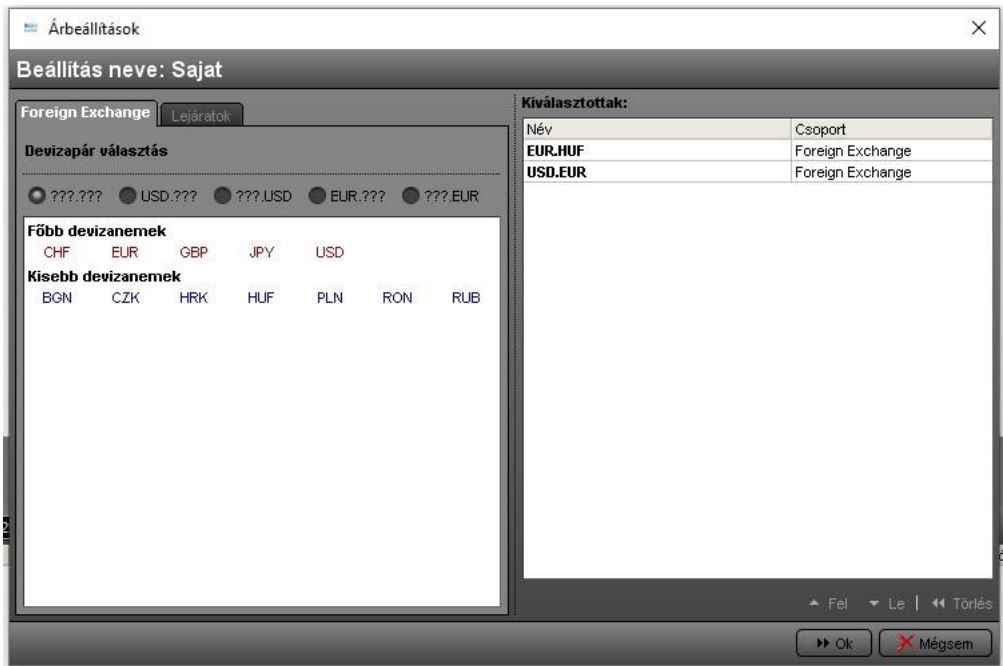 Árbeállítások
Beállítás neve: Sajat
Foreign Exchange Lejáratok
Devizapár választás
???.??? USD.??? ???.USD EUR.??? ???.EUR
Főbb devizanemek
CHF EUR GBP JPY USD
Kisebb devizanemek
BGN CZK HRK HUF PLN RON RUB
Kiválasztottak:
Név Csoport
EUR.HUF Foreign Exchange
USD.EUR Foreign Exchange
Fel Le | Törlés
Ok Mégsem